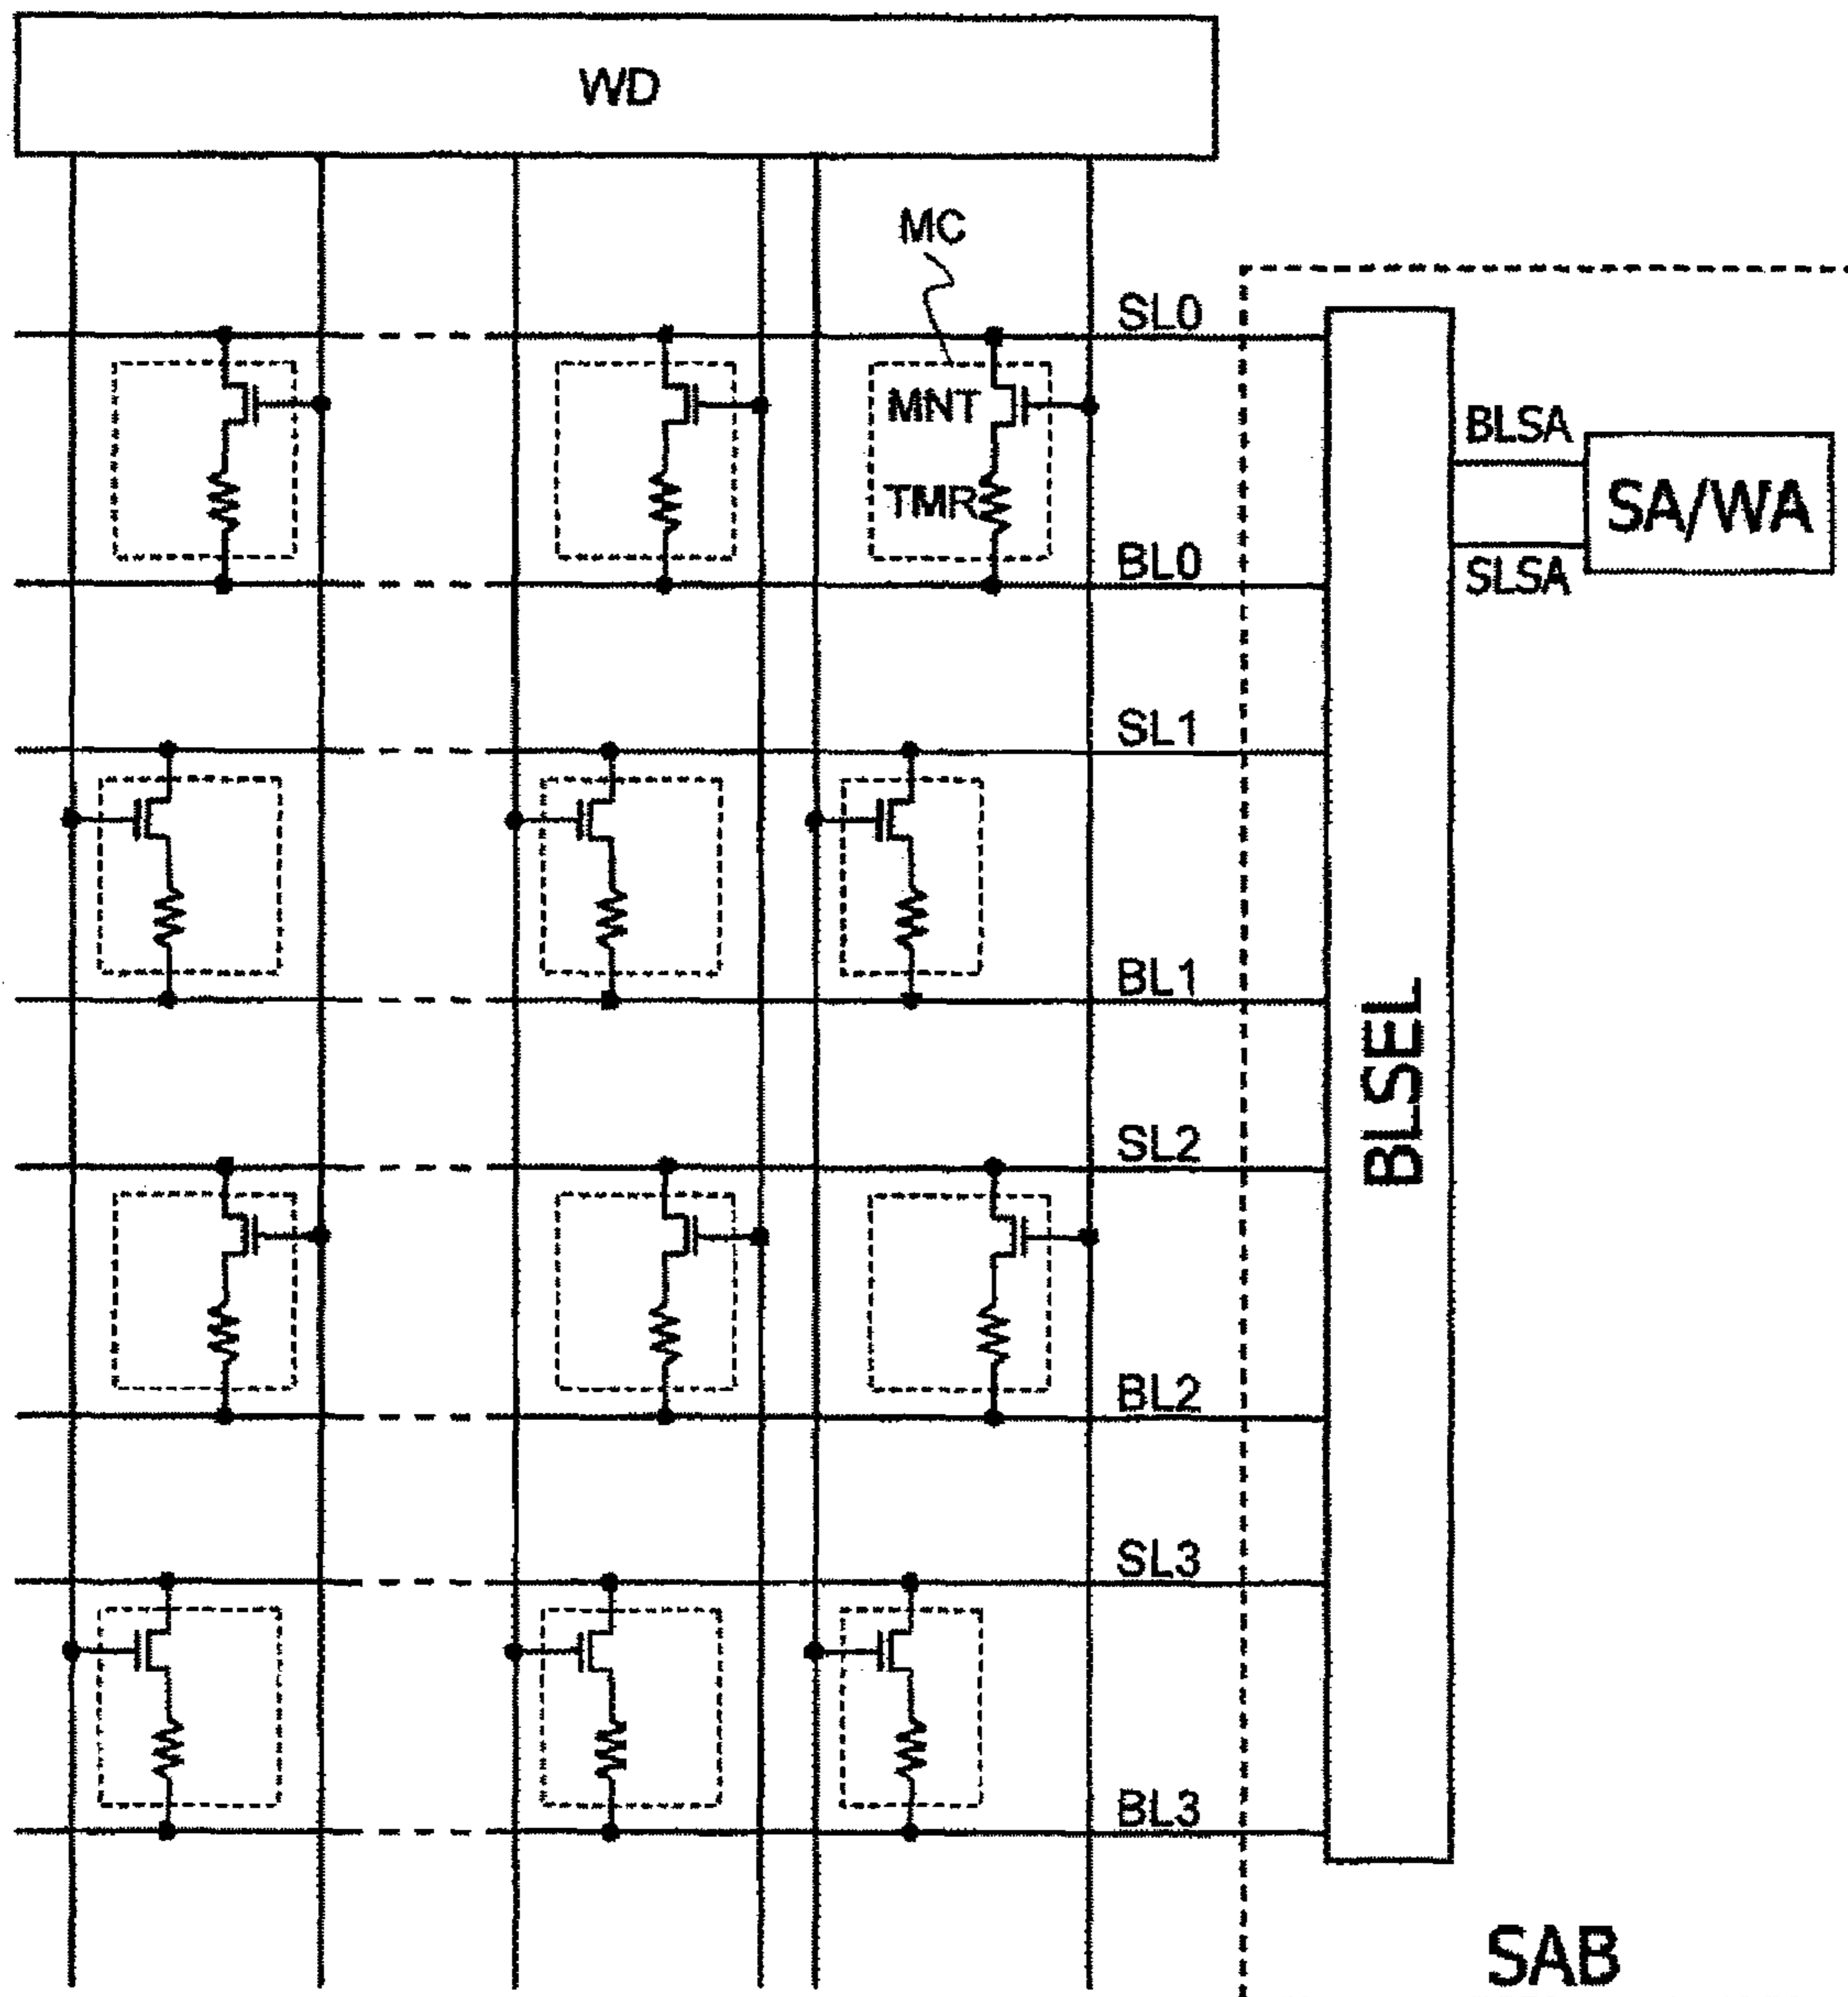 WD
MC
SL0
MNT
BLSA
TMR
SA/WA
BL0
SLSA
SL1
BL1
BLSEL
SL2
BL2
SL3
BL3
SAB